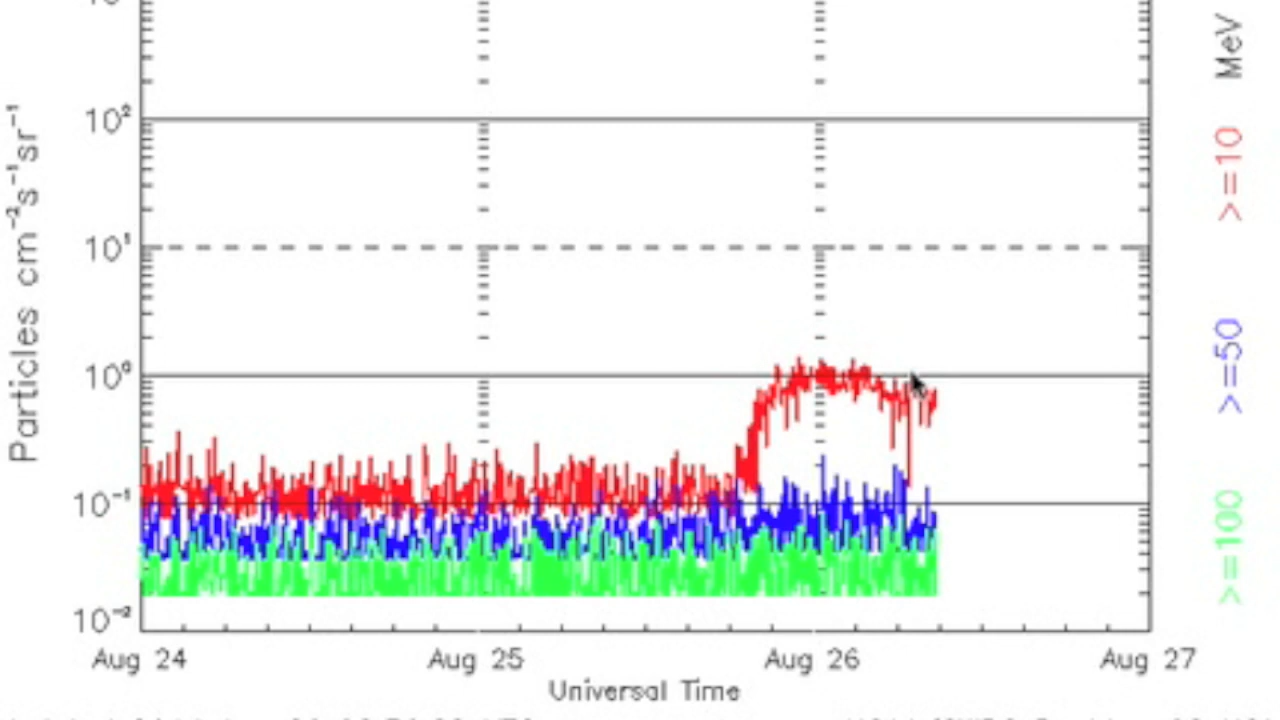 Particles cm⁻²s⁻¹sr⁻¹
10²
10¹
10⁰
10⁻¹
10⁻²
Aug 24 Aug 25 Aug 26 Aug 27
Universal Time
MeV
>=10
>=50
>=100